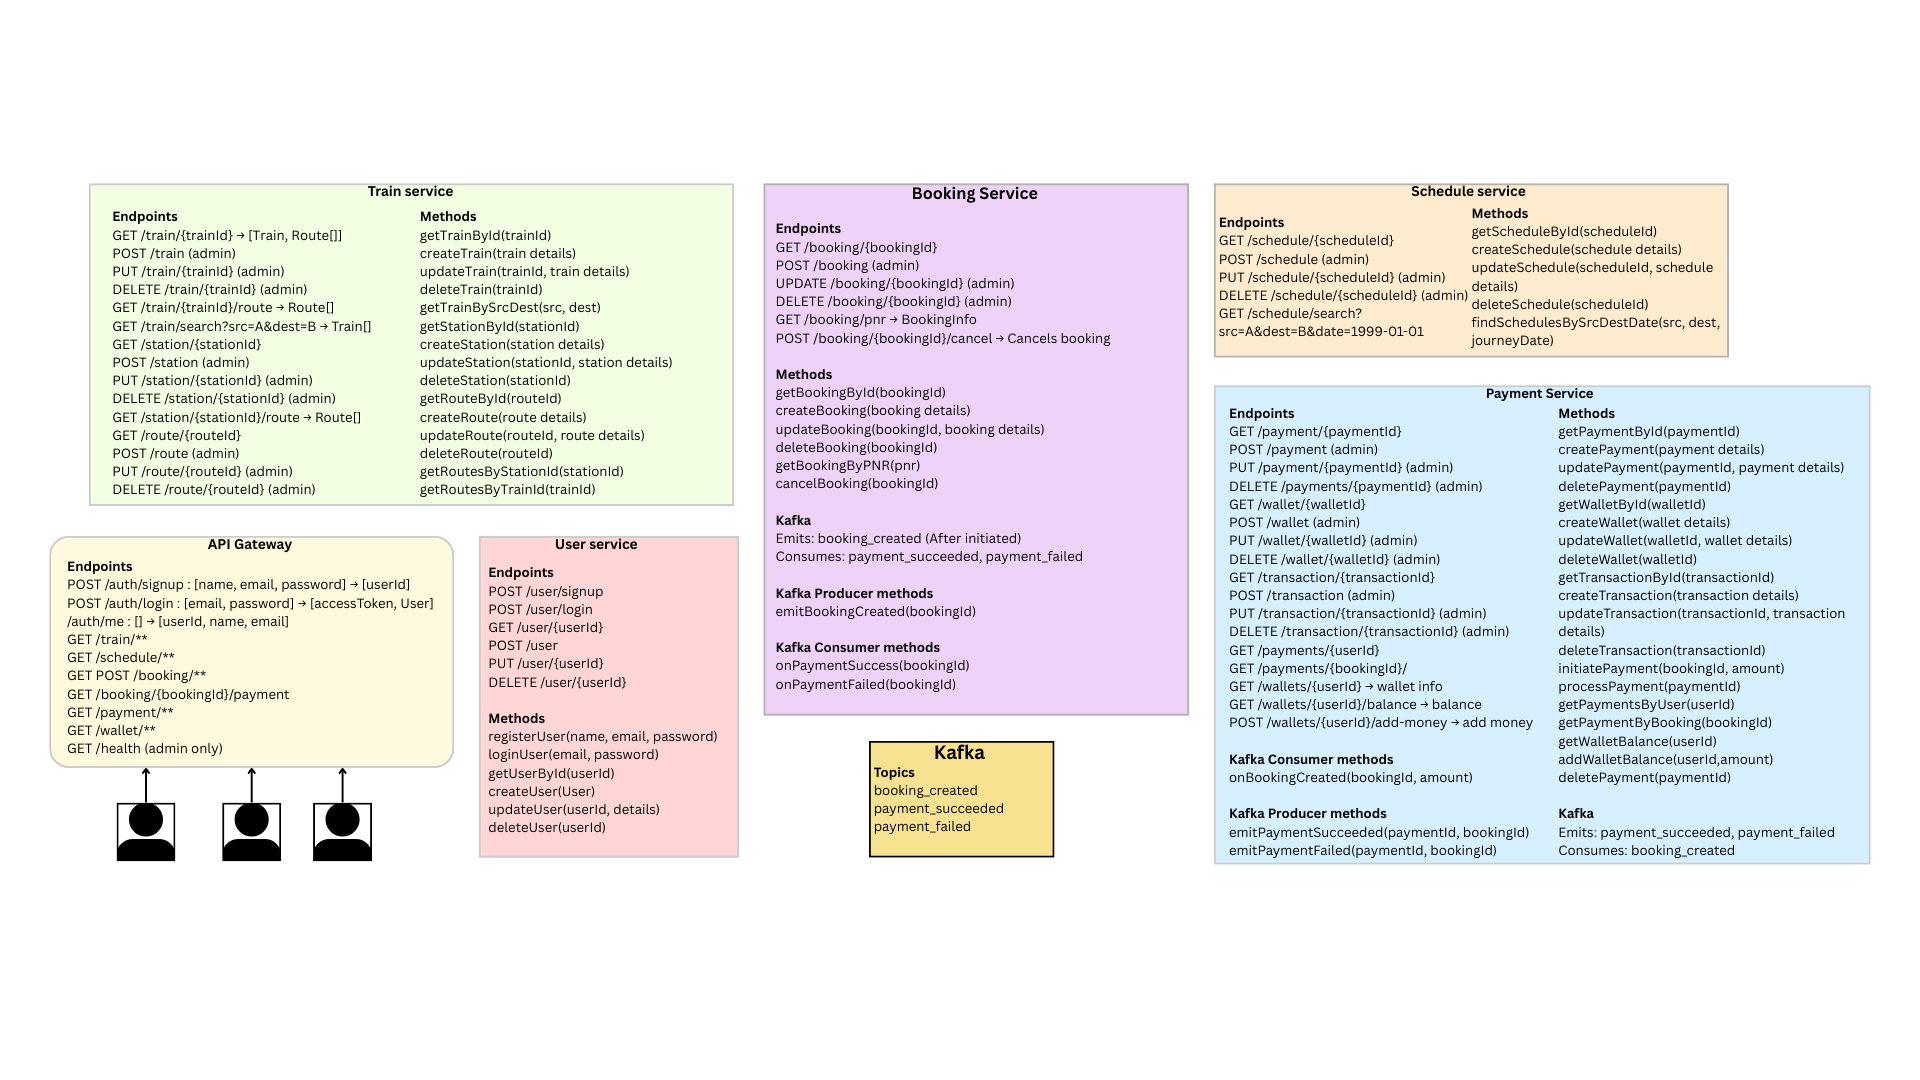 Train service
Endpoints
GET /train/{trainId} → [Train, Route[]]
POST /train (admin)
PUT /train/{trainId} (admin)
DELETE /train/{trainId} (admin)
GET /train/{trainId}/route → Route[]
GET /train/search?src=A&dest=B → Train[]
GET /station/{stationId}
POST /station (admin)
PUT /station/{stationId} (admin)
DELETE /station/{stationId} (admin)
GET /station/{stationId}/route → Route[]
GET /route/{routeId}
POST /route (admin)
PUT /route/{routeId} (admin)
DELETE /route/{routeId} (admin)
Methods
getTrainById(trainId)
createTrain(train details)
updateTrain(trainId, train details)
deleteTrain(trainId)
getTrainBySrcDest(src, dest)
getStationById(stationId)
createStation(station details)
updateStation(stationId, station details)
deleteStation(stationId)
getRouteById(routeId)
createRoute(route details)
updateRoute(routeId, route details)
deleteRoute(routeId)
getRoutesByStationId(stationId)
getRoutesByTrainId(trainId)
Booking Service
Endpoints
GET /booking/{bookingId}
POST /booking (admin)
UPDATE /booking/{bookingId} (admin)
DELETE /booking/{bookingId} (admin)
GET /booking/pnr → BookingInfo
POST /booking/{bookingId}/cancel → Cancels booking
Methods
getBookingById(bookingId)
createBooking(booking details)
updateBooking(bookingId, booking details)
deleteBooking(bookingId)
getBookingByPNR(pnr)
cancelBooking(bookingId)
Kafka
Emits: booking_created (After initiated)
Consumes: payment_succeeded, payment_failed
Kafka Producer methods
emitBookingCreated(bookingId)
Kafka Consumer methods
onPaymentSuccess(bookingId)
onPaymentFailed(bookingId)
Schedule service
Endpoints
GET /schedule/{scheduleId}
POST /schedule (admin)
PUT /schedule/{scheduleId} (admin)
DELETE /schedule/{scheduleId} (admin)
GET /schedule/search?
src=A&dest=B&date=1999-01-01
Methods
getScheduleById(scheduleId)
createSchedule(schedule details)
updateSchedule(scheduleId, schedule
details)
deleteSchedule(scheduleId)
findSchedulesBySrcDestDate(src, dest,
journeyDate)
Payment Service
Endpoints
GET /payment/{paymentId}
POST /payment (admin)
PUT /payment/{paymentId} (admin)
DELETE /payments/{paymentId} (admin)
GET /wallet/{walletId}
POST /wallet (admin)
PUT /wallet/{walletId} (admin)
DELETE /wallet/{walletId} (admin)
GET /transaction/{transactionId}
POST /transaction (admin)
PUT /transaction/{transactionId} (admin)
DELETE /transaction/{transactionId} (admin)
GET /payments/{userId}
GET /payments/{bookingId}/
GET /wallets/{userId} → wallet info
GET /wallets/{userId}/balance → balance
POST /wallets/{userId}/add-money → add money
Kafka Consumer methods
onBookingCreated(bookingId, amount)
Kafka Producer methods
emitPaymentSucceeded(paymentId, bookingId)
emitPaymentFailed(paymentId, bookingId)
Methods
getPaymentById(paymentId)
createPayment(payment details)
updatePayment(paymentId, payment details)
deletePayment(paymentId)
getWalletById(walletId)
createWallet(wallet details)
updateWallet(walletId, wallet details)
deleteWallet(walletId)
getTransactionById(transactionId)
createTransaction(transaction details)
updateTransaction(transactionId, transaction
details)
deleteTransaction(transactionId)
initiatePayment(bookingId, amount)
processPayment(paymentId)
getPaymentsByUser(userId)
getPaymentByBooking(bookingId)
getWalletBalance(userId)
addWalletBalance(userId,amount)
deletePayment(paymentId)
Kafka
Emits: payment_succeeded, payment_failed
Consumes: booking_created
API Gateway
Endpoints
POST /auth/signup : [name, email, password] → [userId]
POST /auth/login : [email, password] → [accessToken, User]
/auth/me : [] → [userId, name, email]
GET /train/**
GET /schedule/**
GET POST /booking/**
GET /booking/{bookingId}/payment
GET /payment/**
GET /wallet/**
GET /health (admin only)
User service
Endpoints
POST /user/signup
POST /user/login
GET /user/{userId}
POST /user
PUT /user/{userId}
DELETE /user/{userId}
Methods
registerUser(name, email, password)
loginUser(email, password)
getUserById(userId)
createUser(User)
updateUser(userId, details)
deleteUser(userId)
Kafka
Topics
booking_created
payment_succeeded
payment_failed